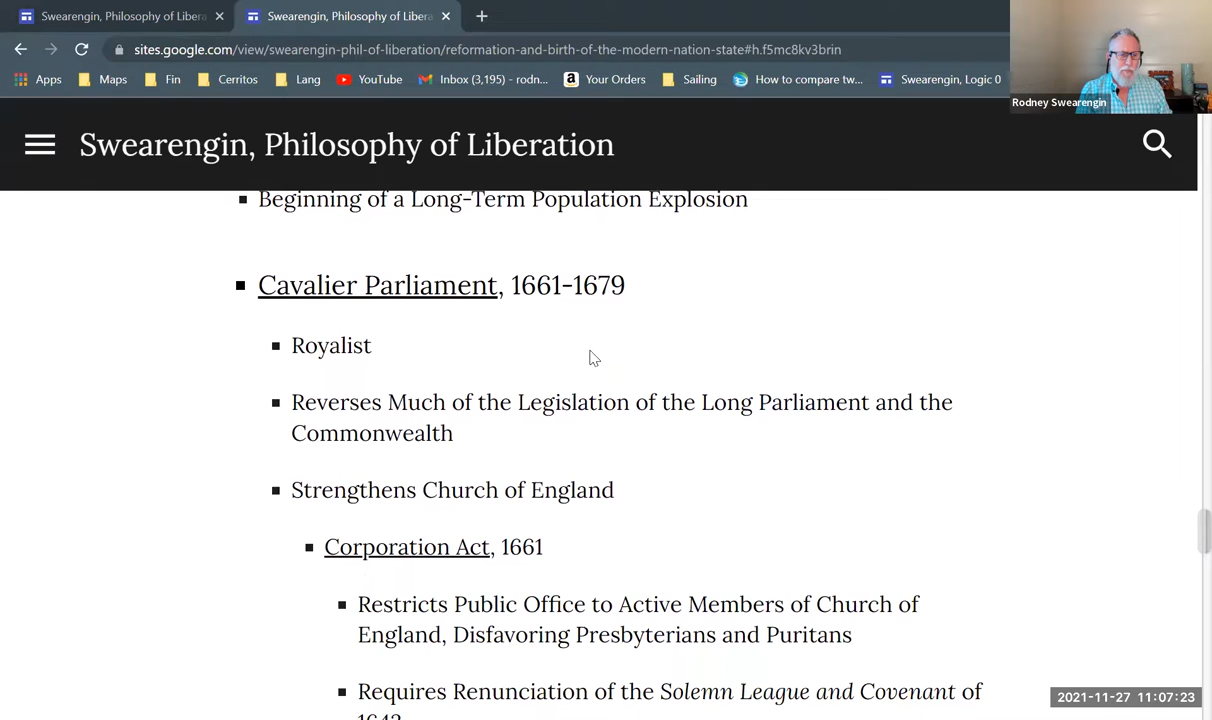 Swearengin, Philosophy of Libera
Swearengin, Philosophy of Libera
sites.google.com/view/swearengin-phil-of-liberation/reformation-and-birth-of-the-modern-nation-state#h.f5mc8kv3brin
Apps Maps Fin Cerritos Lang YouTube Inbox (3,195) - rodn... Your Orders Sailing How to compare tw... Swearengin, Logic 0
Rodney Swearengin
Swearengin, Philosophy of Liberation
Beginning of a Long-Term Population Explosion
Cavalier Parliament, 1661-1679
Royalist
Reverses Much of the Legislation of the Long Parliament and the
Commonwealth
Strengthens Church of England
Corporation Act, 1661
Restricts Public Office to Active Members of Church of
England, Disfavoring Presbyterians and Puritans
Requires Renunciation of the Solemn League and Covenant of
2021-11-27 11:07:23